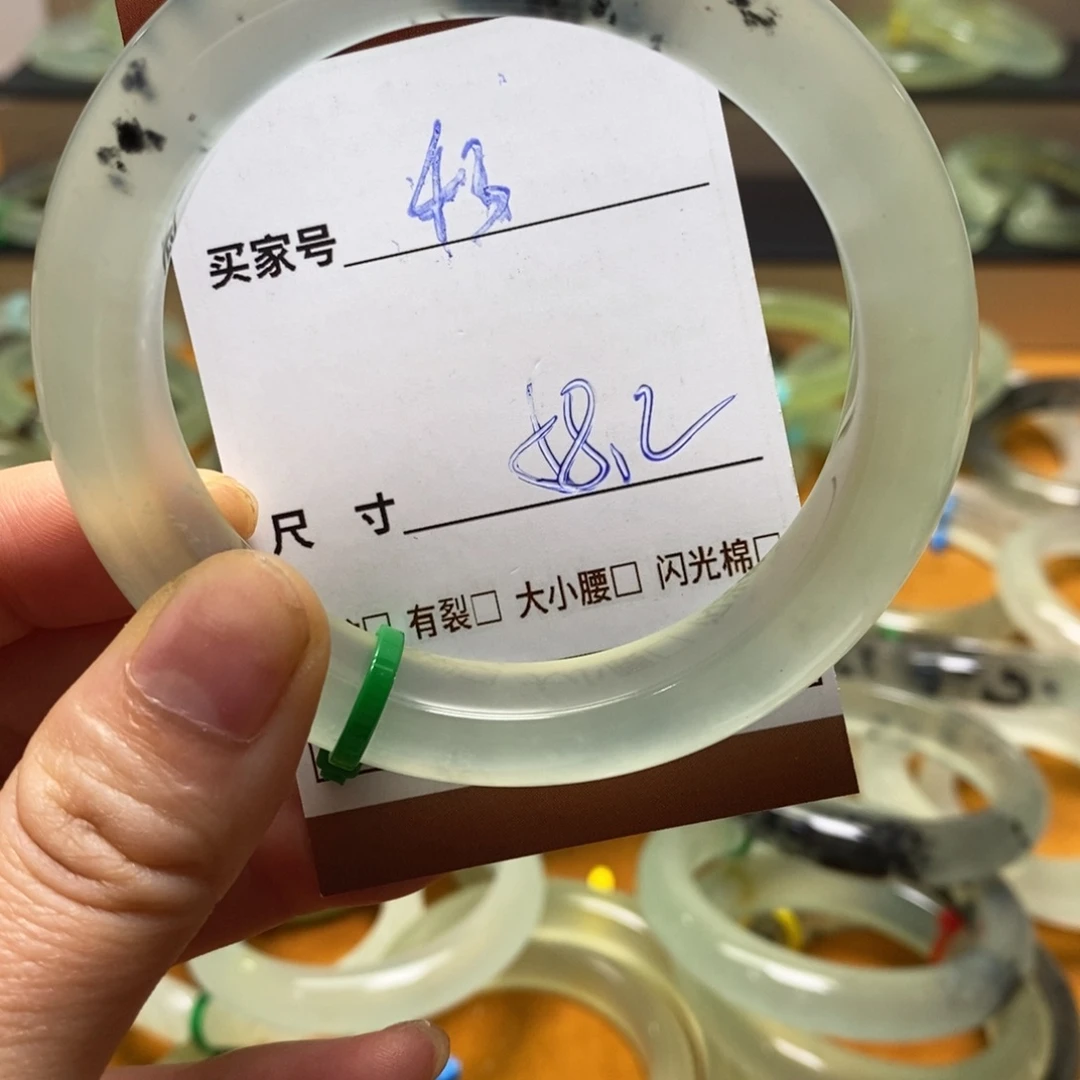 买家号 43
尺 寸 58.2
有裂□ 大小腰□ 闪光棉□